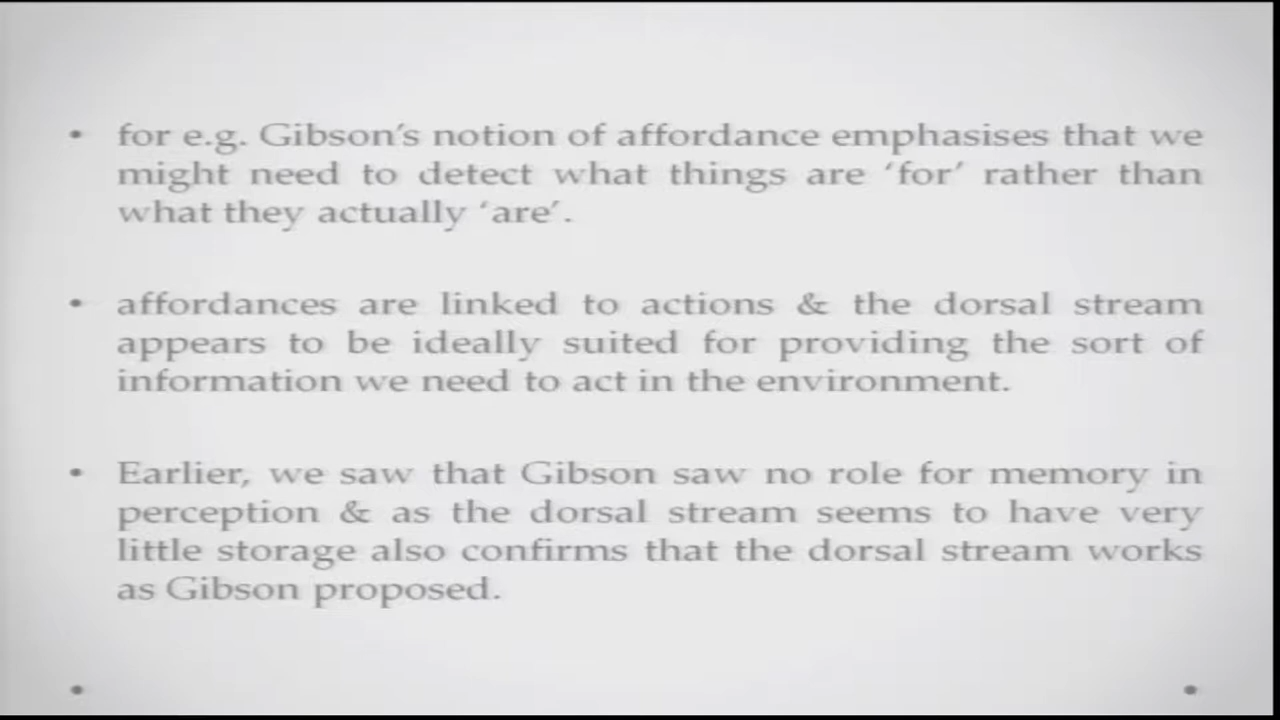 • for e.g. Gibson's notion of affordance emphasises that we
might need to detect what things are 'for' rather than
what they actually 'are'.
• affordances are linked to actions & the dorsal stream
appears to be ideally suited for providing the sort of
information we need to act in the environment.
• Earlier, we saw that Gibson saw no role for memory in
perception & as the dorsal stream seems to have very
little storage also confirms that the dorsal stream works
as Gibson proposed.